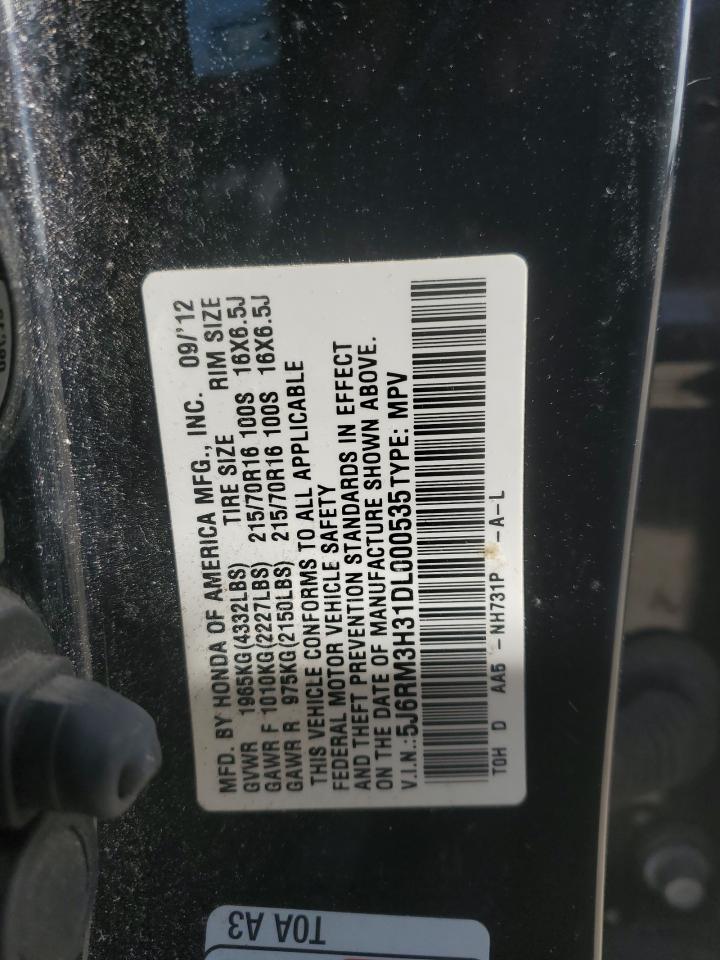 MFD. BY HONDA OF AMERICA MFG., INC. 09/'12
TIRE SIZE RIM SIZE
GVWR 1965KG(4332LBS)
GAWR F 1010KG(2227LBS) 215/70R16 100S 16X6.5J
GAWR R 975KG(2150LBS) 215/70R16 100S 16X6.5J
THIS VEHICLE CONFORMS TO ALL APPLICABLE
FEDERAL MOTOR VEHICLE SAFETY
AND THEFT PREVENTION STANDARDS IN EFFECT
ON THE DATE OF MANUFACTURE SHOWN ABOVE.
V.I.N.:5J6RM3H31DL000535 TYPE: MPV
TOH D AA5 -NH731P -A-L
T0A A3